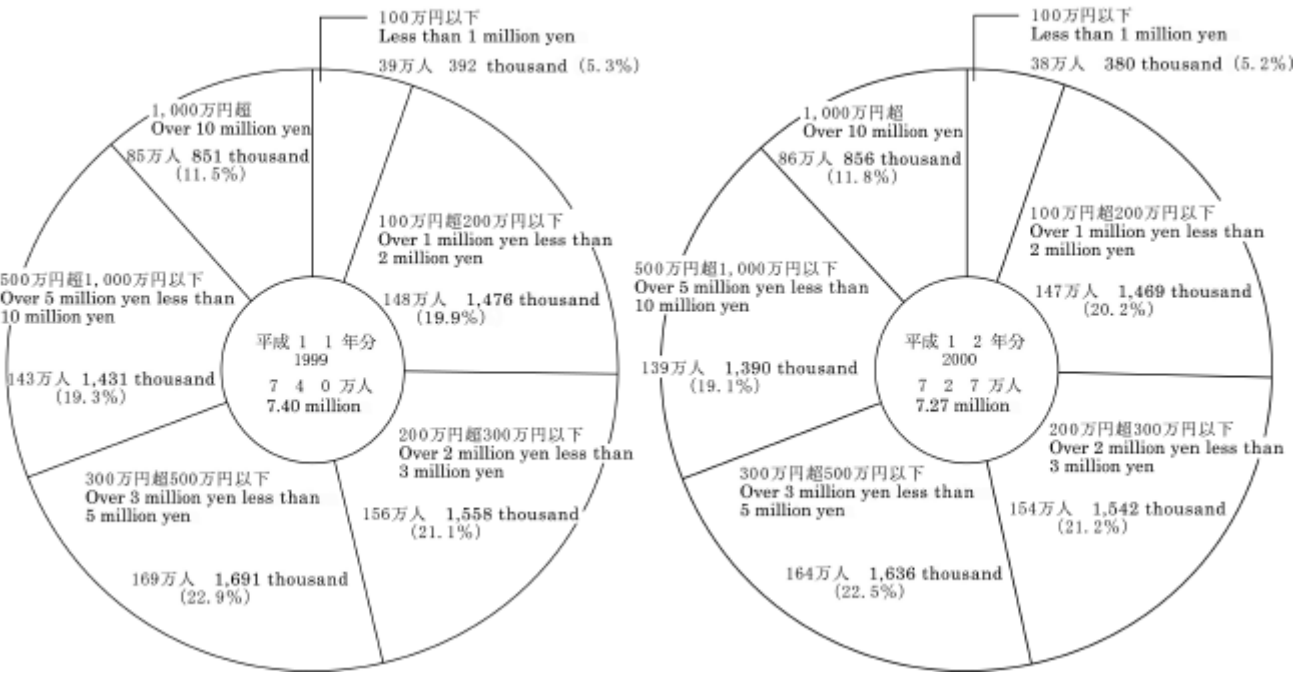 100万円以下
Less than 1 million yen
39万人 392 thousand (5.3%)
1,000万円超
Over 10 million yen
85万人 851 thousand
(11.5%)
100万円超200万円以下
Over 1 million yen less than
2 million yen
148万人 1,476 thousand
(19.9%)
500万円超1,000万円以下
Over 5 million yen less than
10 million yen
143万人 1,431 thousand
(19.3%)
平成 1 1 年分
1999
7 4 0 万人
7.40 million
200万円超300万円以下
Over 2 million yen less than
3 million yen
156万人 1,558 thousand
(21.1%)
300万円超500万円以下
Over 3 million yen less than
5 million yen
169万人 1,691 thousand
(22.9%)
100万円以下
Less than 1 million yen
38万人 380 thousand (5.2%)
1,000万円超
Over 10 million yen
86万人 856 thousand
(11.8%)
100万円超200万円以下
Over 1 million yen less than
2 million yen
147万人 1,469 thousand
(20.2%)
500万円超1,000万円以下
Over 5 million yen less than
10 million yen
139万人 1,390 thousand
(19.1%)
平成 1 2 年分
2000
7 2 7 万人
7.27 million
200万円超300万円以下
Over 2 million yen less than
3 million yen
154万人 1,542 thousand
(21.2%)
300万円超500万円以下
Over 3 million yen less than
5 million yen
164万人 1,636 thousand
(22.5%)